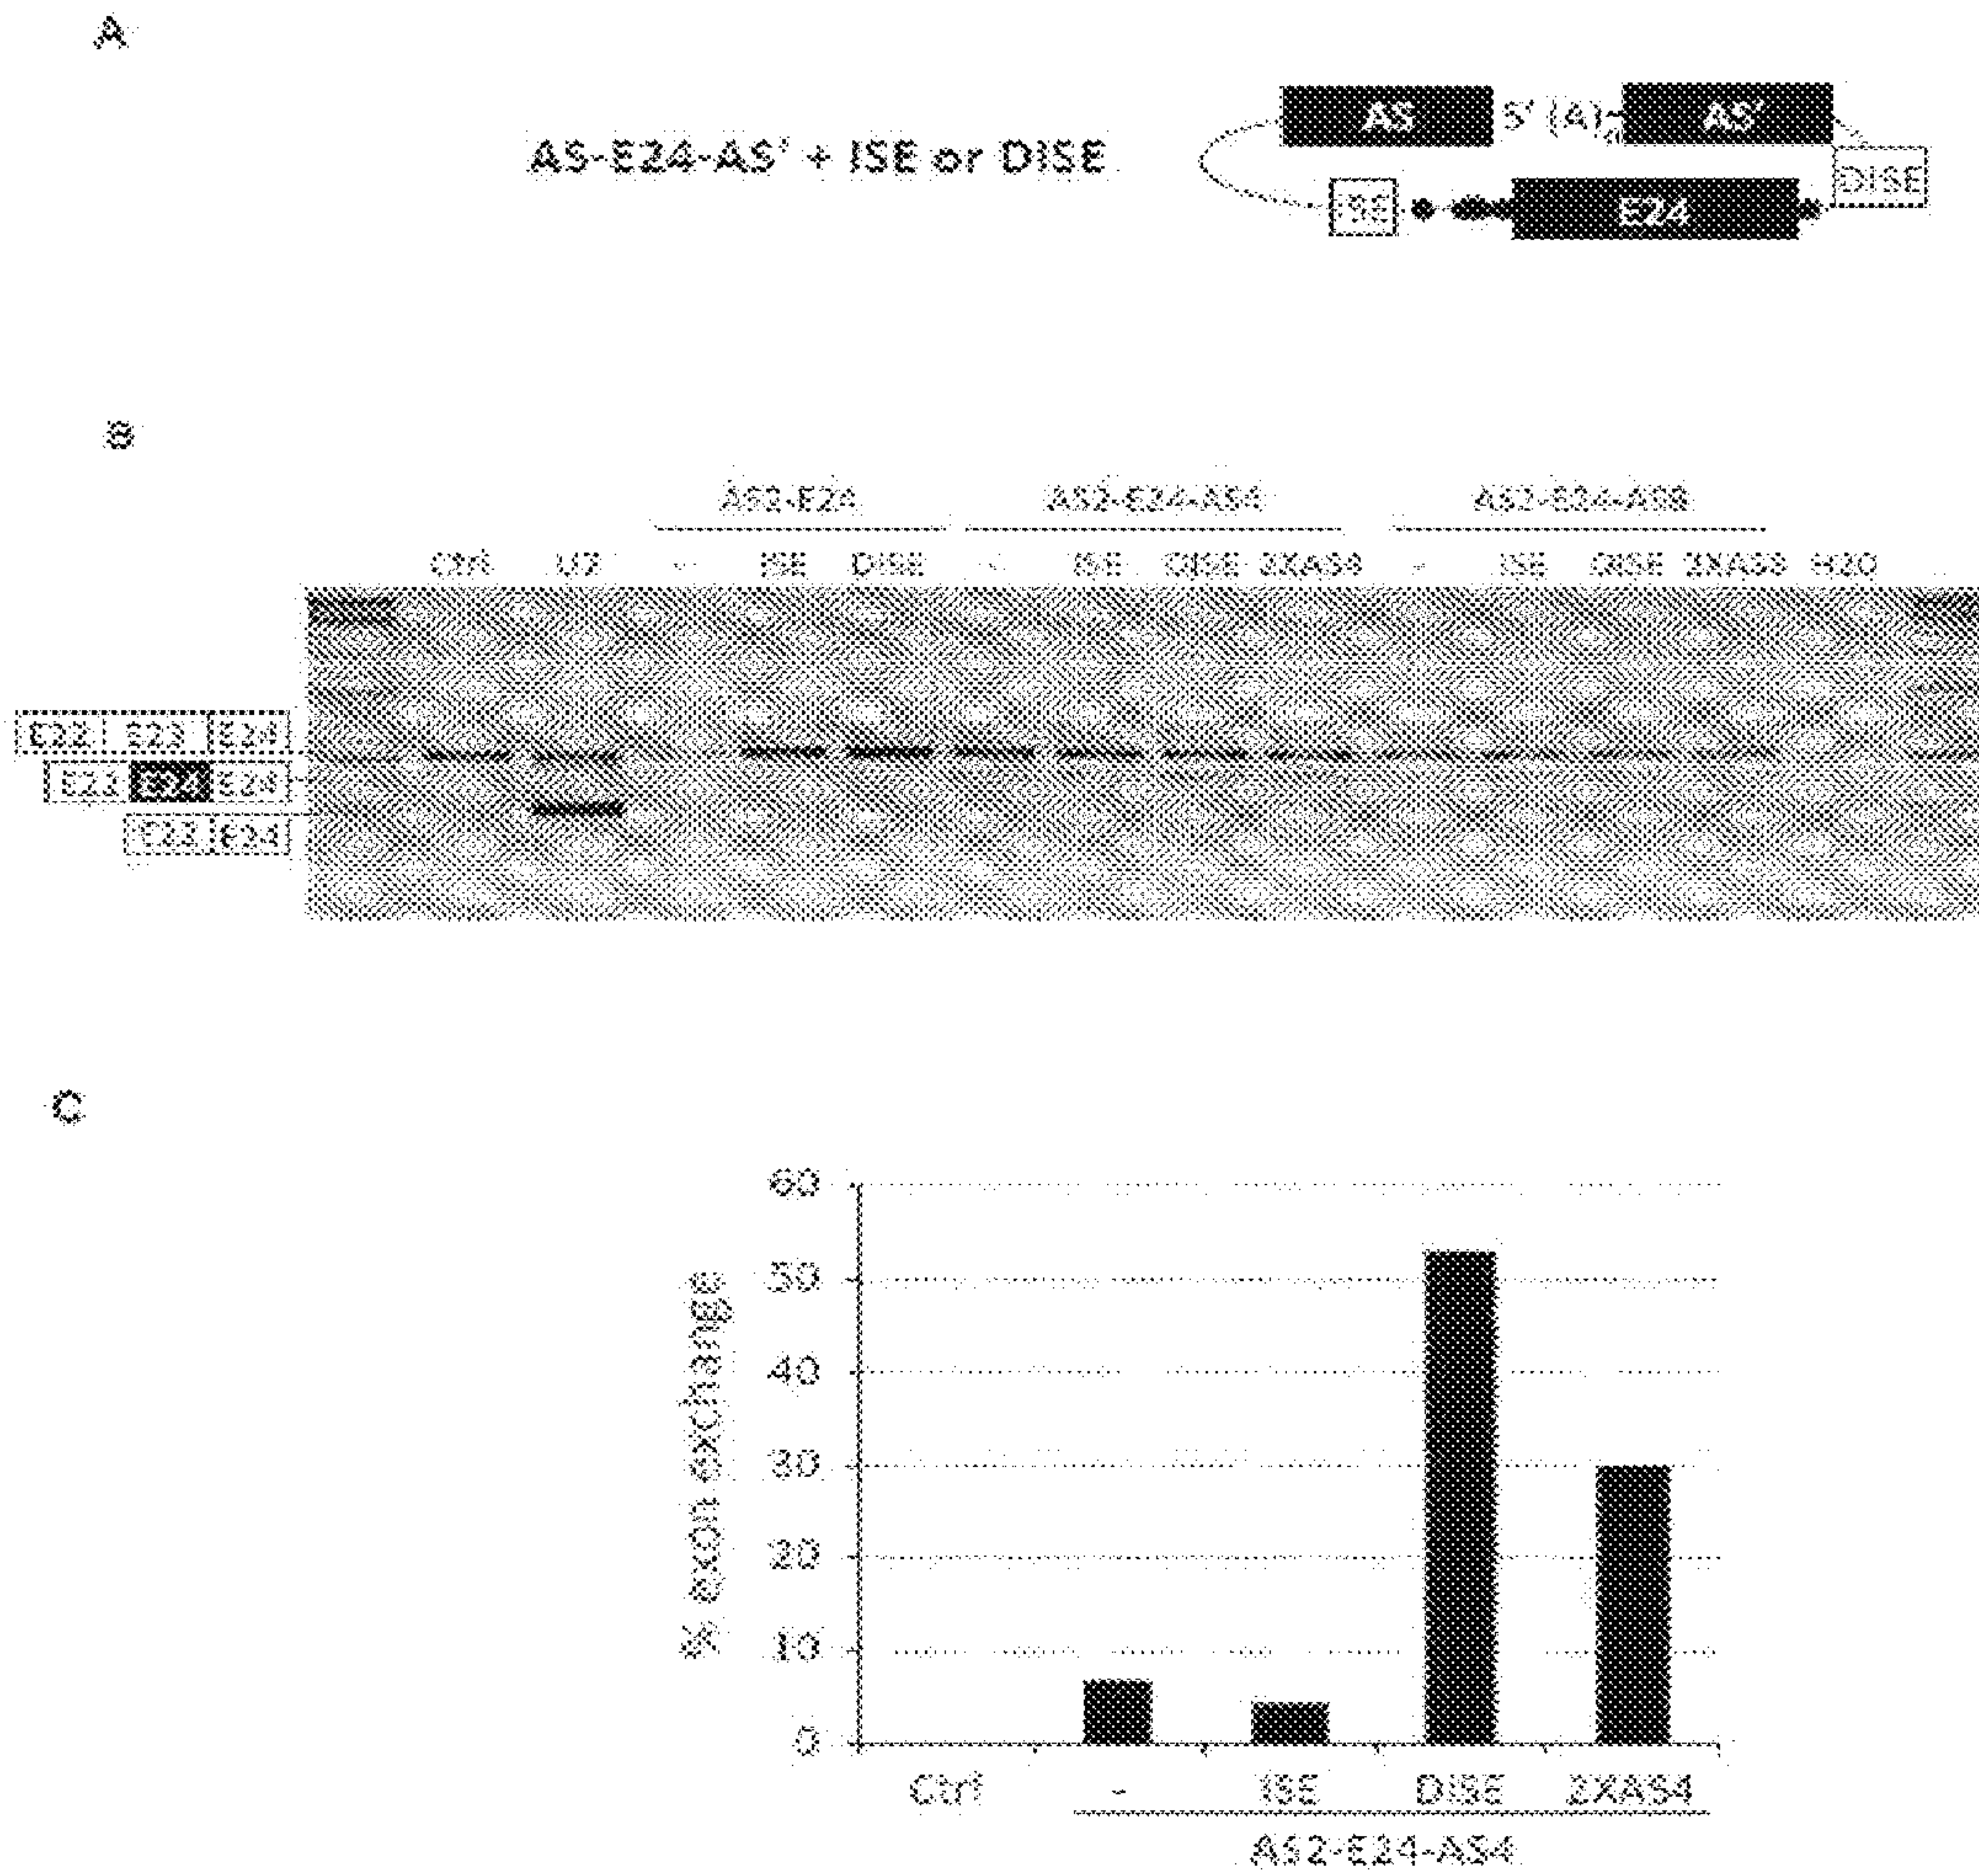 A
AS 5' (A) AS'
AS-E24-AS' + ISE or DISE
DISE
ISE E24
B
AS2-E24 AS2-E24-AS4 AS2-E24-AS8
Ctrl U7 - ISE DISE - ISE DISE 2XAS4 - ISE DISE 2XAS8 H2O
E22 E23 E24
E22 E24 E24
E22 E24
C
60
50
40
30
20
10
0
% exon exchange
Ctrl - ISE DISE 2XAS4
AS2-E24-AS4